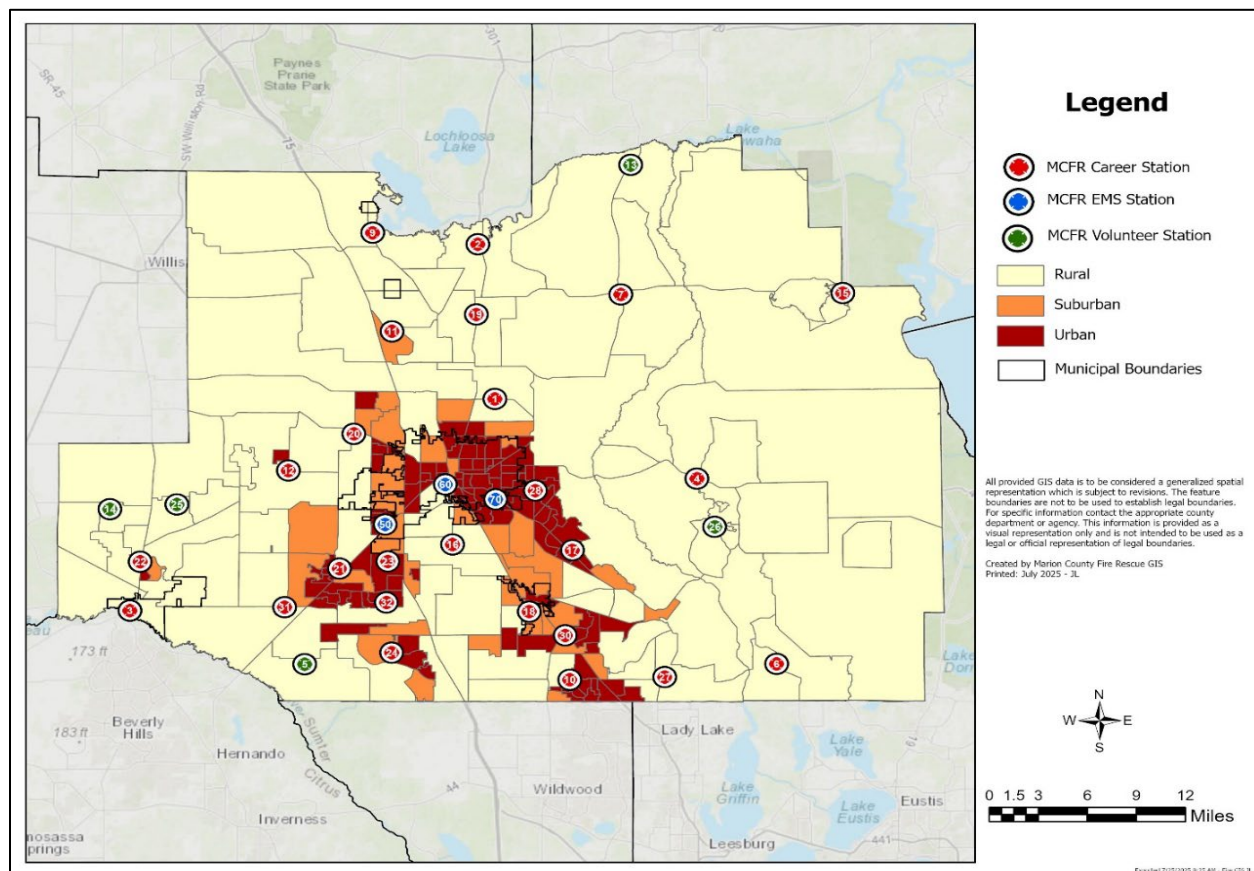 Paynes
Prane
State Park
SR-45
SW Williston Rd
75
301
Lochloosa
Lake
Lake
Willis
13
9
2
7
15
19
11
1
20
12
4
60
70
28
14
25
50
26
16
17
22
21
23
31
32
3
18
30
5
24
10
27
6
173 ft
183 ft
Beverly
Hills
Hernando
Sumter
Citrus
Inverness
44
Wildwood
Lady Lake
Lake
Yale
19
Lake
Griffin
Lake
Eustis
Eustis
441
Leesburg
Legend
MCFR Career Station
MCFR EMS Station
MCFR Volunteer Station
Rural
Suburban
Urban
Municipal Boundaries
All provided GIS data is to be considered a generalized spatial
representation which is subject to revisions. The feature
boundaries are not to be used to establish legal boundaries.
For specific information contact the appropriate county
department or agency. This information is provided as a
visual representation only and is not intended to be used as a
legal or official representation of legal boundaries.
Created by Marion County Fire Rescue GIS
Printed: July 2025 - JL
N
W E
S
0 1.5 3 6 9 12
Miles